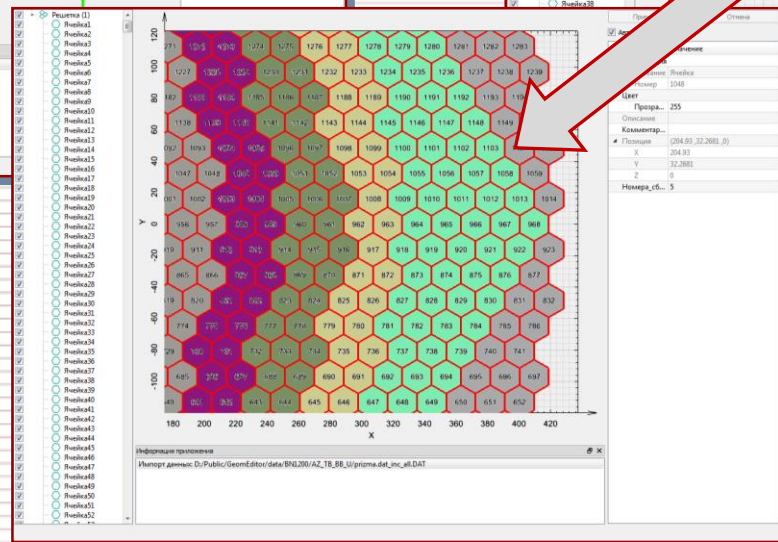 Ячейка38
Решетка (1)
Ячейка1
Ячейка2
Ячейка3
Ячейка4
Ячейка5
Ячейка6
Ячейка7
Ячейка8
Ячейка9
Ячейка10
Ячейка11
Ячейка12
Ячейка13
Ячейка14
Ячейка15
Ячейка16
Ячейка17
Ячейка18
Ячейка19
Ячейка20
Ячейка21
Ячейка22
Ячейка23
Ячейка24
Ячейка25
Ячейка26
Ячейка27
Ячейка28
Ячейка29
Ячейка30
Ячейка31
Ячейка32
Ячейка33
Ячейка34
Ячейка35
Ячейка36
Ячейка37
Ячейка38
Ячейка39
Ячейка40
Ячейка41
Ячейка42
Ячейка43
Ячейка44
Ячейка45
Ячейка46
Ячейка47
Ячейка48
Ячейка49
Ячейка50
Ячейка51
Ячейка52
120
100
80
60
40
20
Y
0
-20
-40
-60
-80
-100
1276 1277 1278 1279 1280 1281 1282 1283
1227 1232 1233 1234 1235 1236 1237 1238 1239
1188 1189 1190 1191 1192 1193
1138 1143 1144 1145 1146 1147 1148 1149
1093 1098 1099 1100 1101 1102 1103
1047 1048 1053 1054 1055 1056 1057 1058 1059
1002 1008 1009 1010 1011 1012 1013 1014
956 957 962 963 964 965 966 967 968
911 917 918 919 920 921 922 923
865 866 871 872 873 874 875 876 877
820 825 826 827 828 829 830 831 832
774 779 780 781 782 783 784 785 786
735 736 737 738 739 740 741
685 690 691 692 693 694 695 696 697
645 646 647 648 649 650 651 652
180 200 220 240 260 280 300 320 340 360 380 400 420
X
Информация приложения
Импорт данных: D:/Public/GeomEditor/data/BN1200/AZ_TB_BB_U/prizma.dat_inc_all.DAT
Отмена
Ячейка
1048
Цвет
Прозра... 255
Описание
Комментар...
Позиция (204.93 ,32.2681 ,0)
X 204.93
Y 32.2681
Z 0
Номера_сб... 5